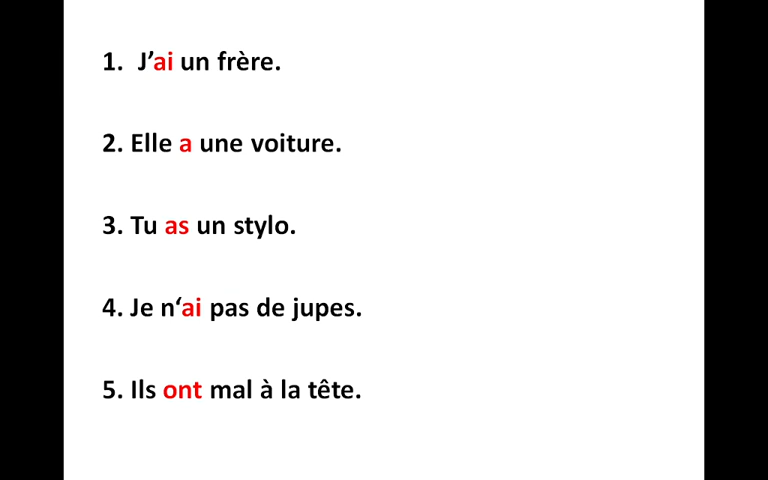 1. J’ai un frère.
2. Elle a une voiture.
3. Tu as un stylo.
4. Je n‘ai pas de jupes.
5. Ils ont mal à la tête.